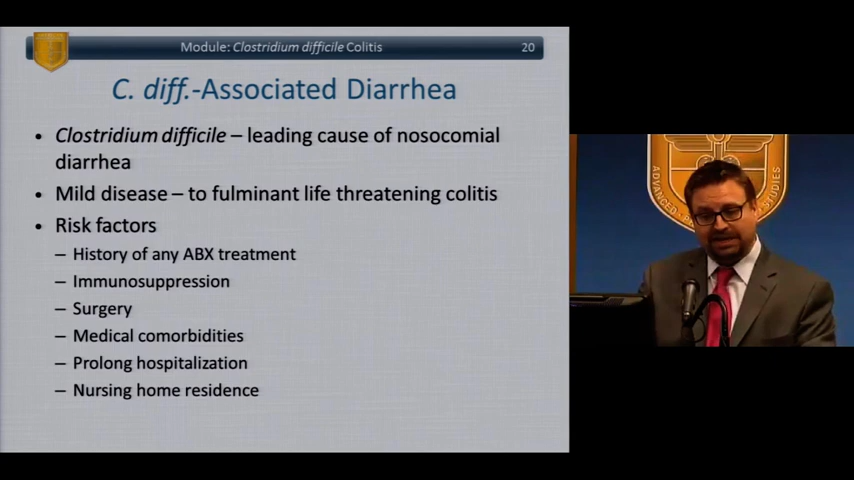 Module: Clostridium difficile Colitis 20
C. diff.-Associated Diarrhea
• Clostridium difficile – leading cause of nosocomial
diarrhea
• Mild disease – to fulminant life threatening colitis
• Risk factors
– History of any ABX treatment
– Immunosuppression
– Surgery
– Medical comorbidities
– Prolong hospitalization
– Nursing home residence
ADVANCED
STUDIES